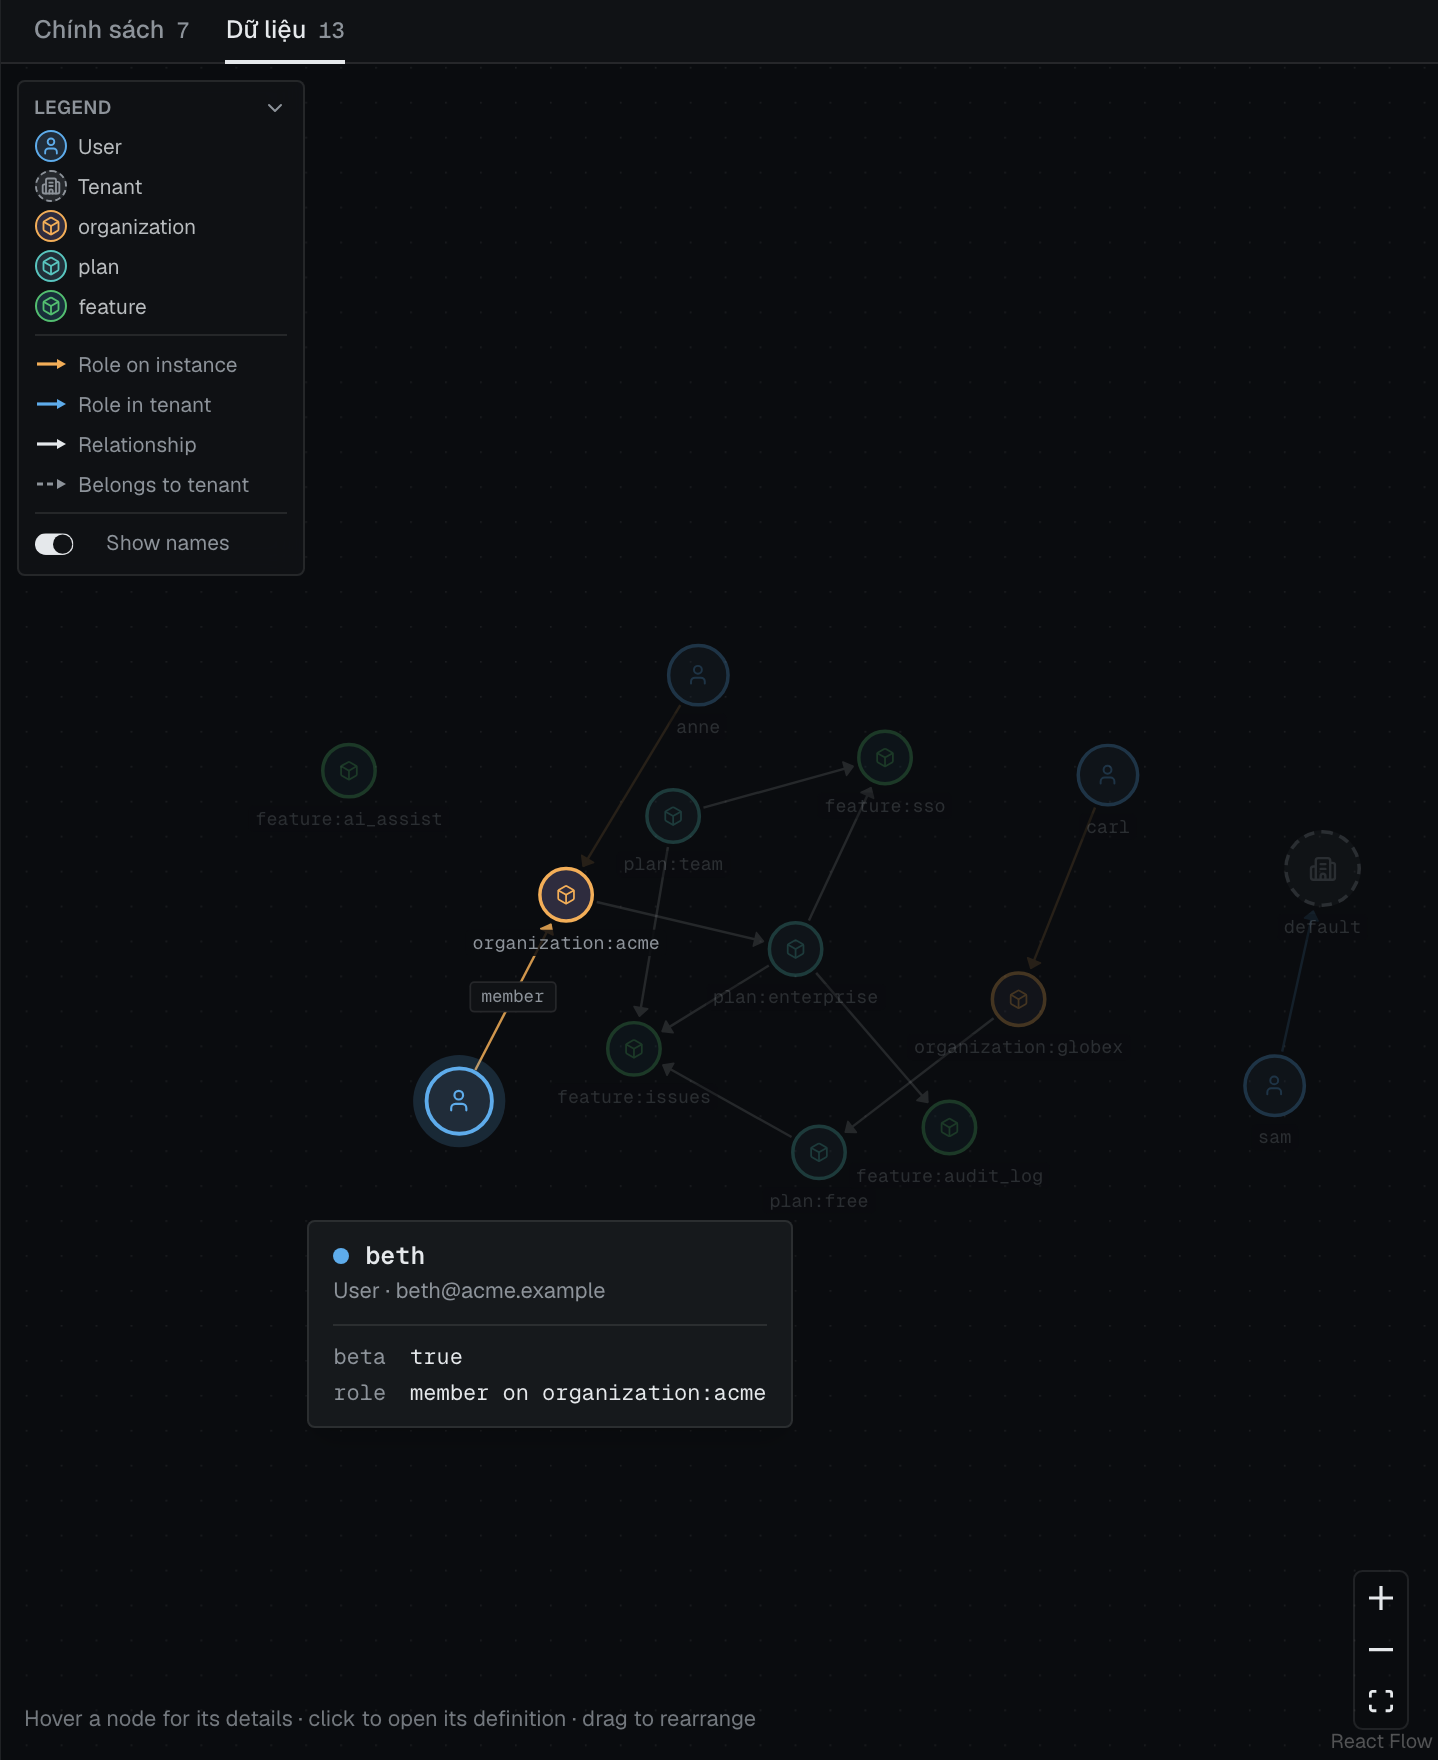 Chính sách 7
Dữ liệu 13
LEGEND
User
Tenant
organization
plan
feature
Role on instance
Role in tenant
Relationship
Belongs to tenant
Show names
anne
feature:ai_assist
feature:sso
carl
plan:team
default
organization:acme
member
plan:enterprise
organization:globex
feature:issues
sam
feature:audit_log
plan:free
beth
User · beth@acme.example
beta true
role member on organization:acme
Hover a node for its details · click to open its definition · drag to rearrange
React Flow